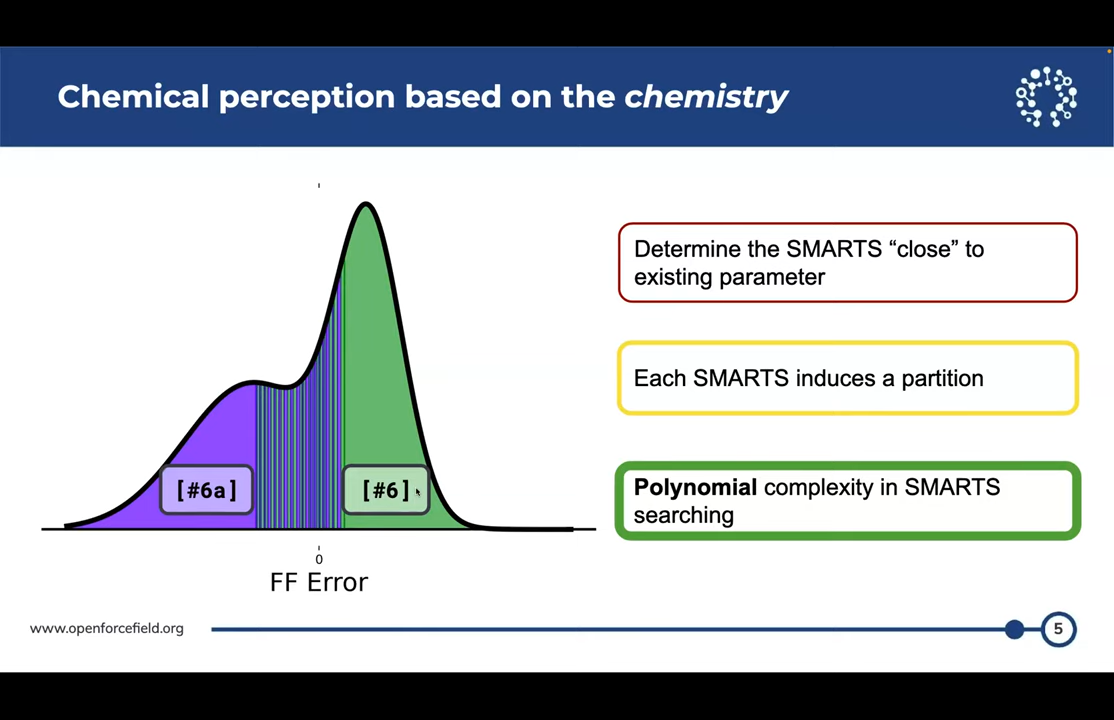 Chemical perception based on the chemistry
Determine the SMARTS “close” to
existing parameter
Each SMARTS induces a partition
Polynomial complexity in SMARTS
searching
[#6a]
[#6]
0
FF Error
www.openforcefield.org
5